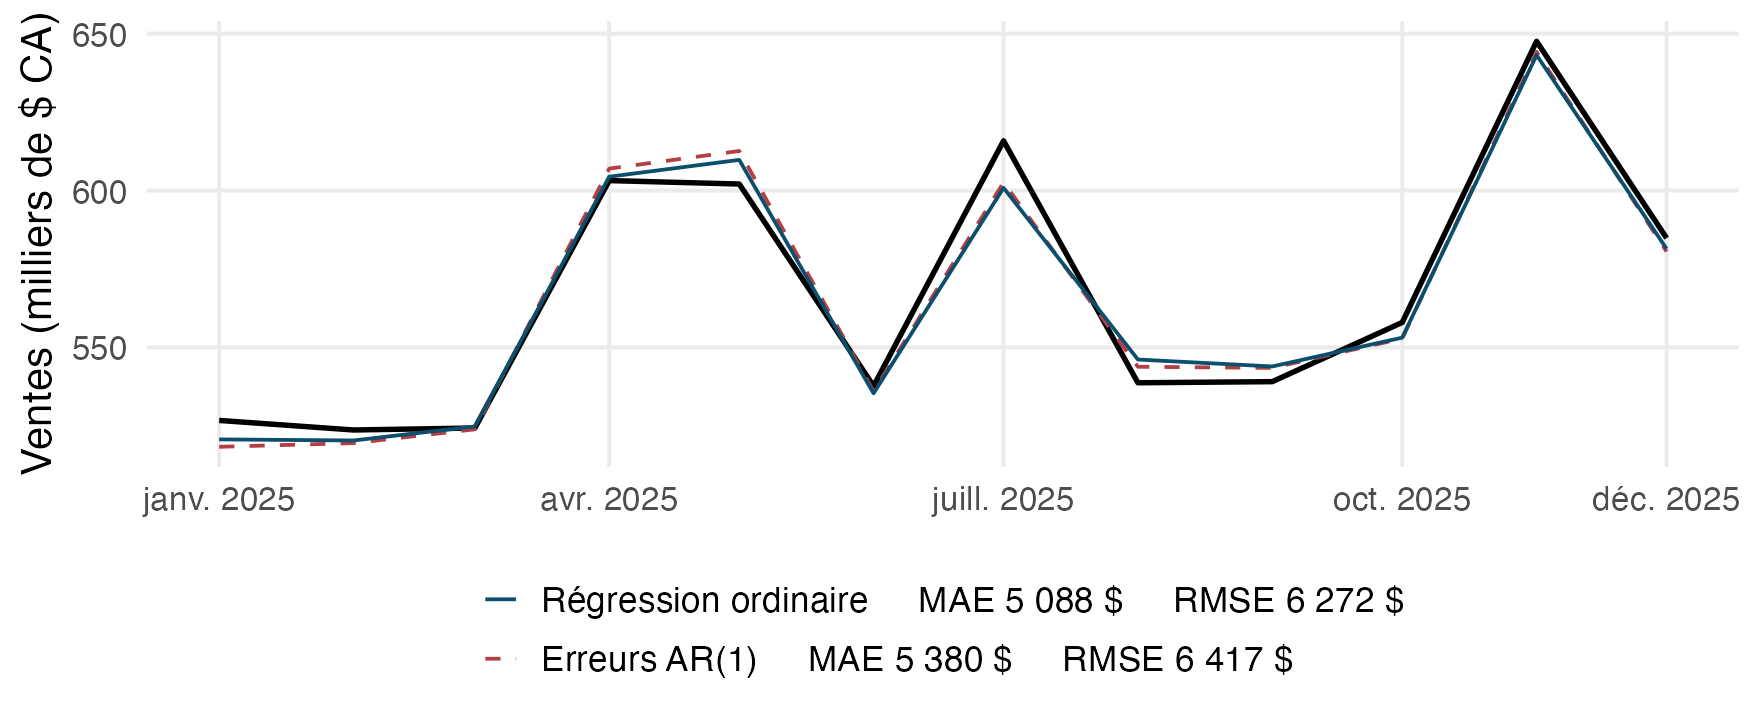 Ventes (milliers de $ CA)
650
600
550
janv. 2025 avr. 2025 juill. 2025 oct. 2025 déc. 2025
Régression ordinaire MAE 5 088 $ RMSE 6 272 $
Erreurs AR(1) MAE 5 380 $ RMSE 6 417 $